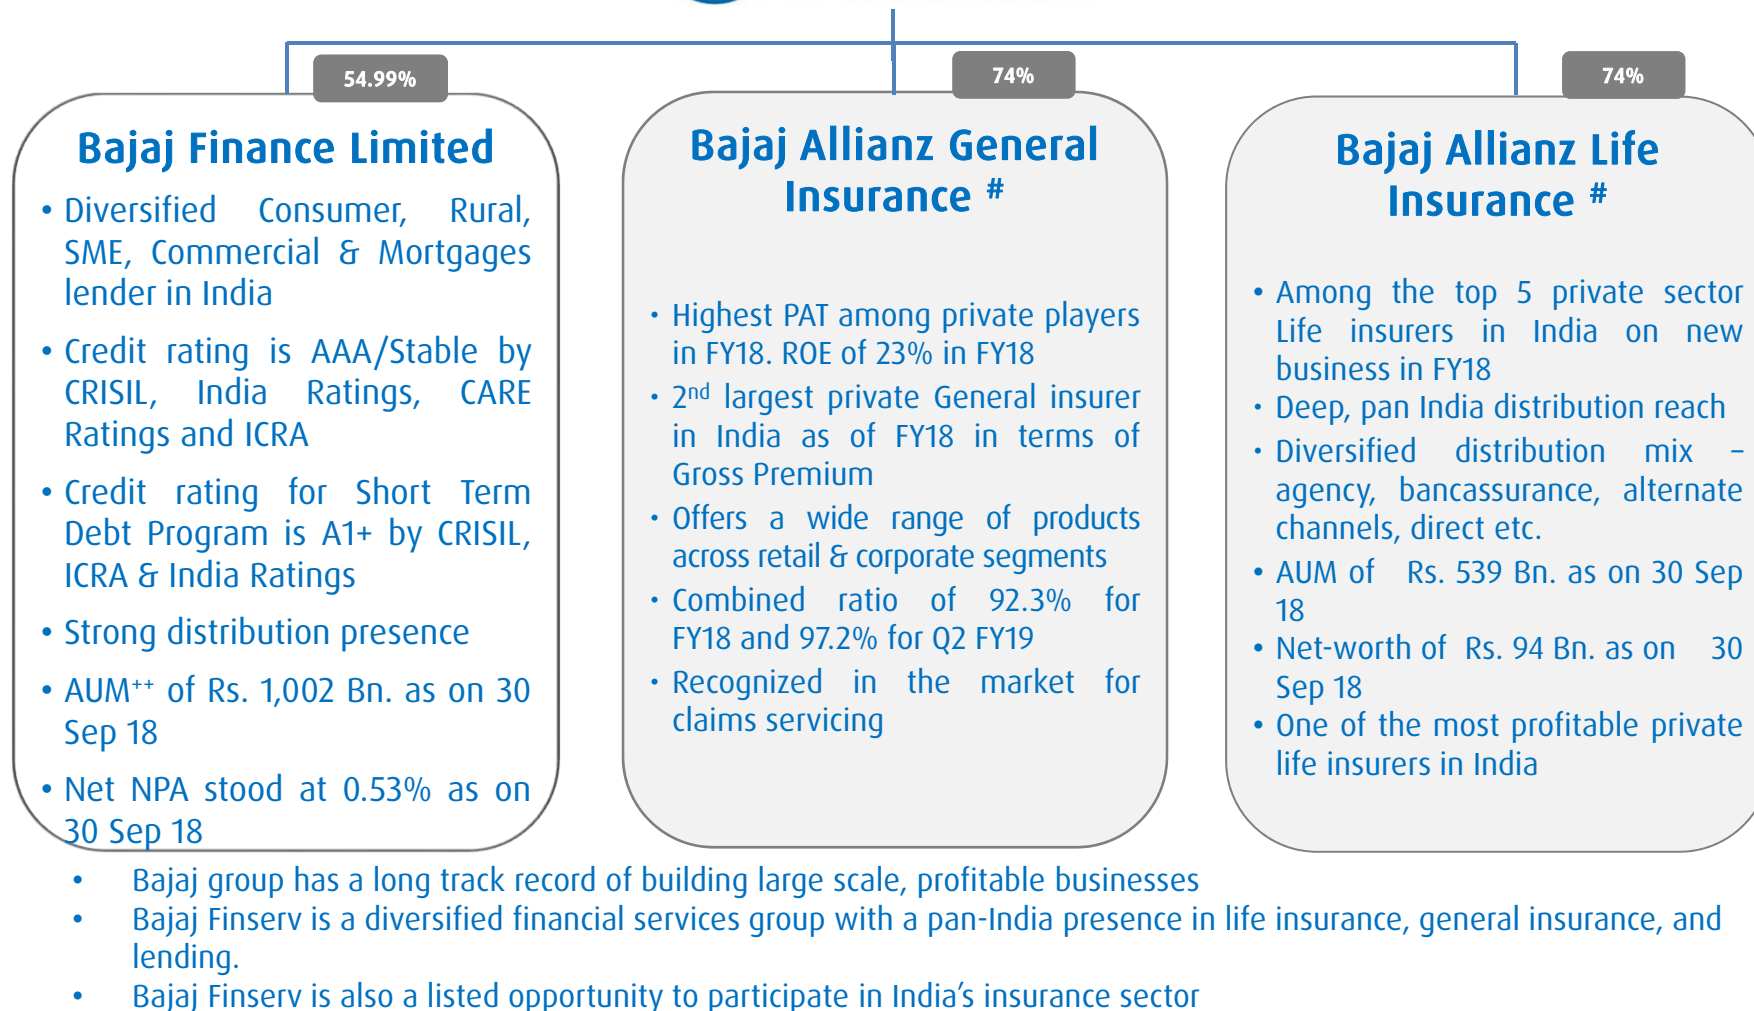 54.99%
Bajaj Finance Limited
• Diversified Consumer, Rural,
SME, Commercial & Mortgages
lender in India
• Credit rating is AAA/Stable by
CRISIL, India Ratings, CARE
Ratings and ICRA
• Credit rating for Short Term
Debt Program is A1+ by CRISIL,
ICRA & India Ratings
• Strong distribution presence
• AUM++ of Rs. 1,002 Bn. as on 30
Sep 18
• Net NPA stood at 0.53% as on
30 Sep 18
74%
Bajaj Allianz General
Insurance #
• Highest PAT among private players
in FY18. ROE of 23% in FY18
• 2nd largest private General insurer
in India as of FY18 in terms of
Gross Premium
• Offers a wide range of products
across retail & corporate segments
• Combined ratio of 92.3% for
FY18 and 97.2% for Q2 FY19
• Recognized in the market for
claims servicing
74%
Bajaj Allianz Life
Insurance #
• Among the top 5 private sector
Life insurers in India on new
business in FY18
• Deep, pan India distribution reach
• Diversified distribution mix –
agency, bancassurance, alternate
channels, direct etc.
• AUM of Rs. 539 Bn. as on 30 Sep
18
• Net-worth of Rs. 94 Bn. as on 30
Sep 18
• One of the most profitable private
life insurers in India
• Bajaj group has a long track record of building large scale, profitable businesses
• Bajaj Finserv is a diversified financial services group with a pan-India presence in life insurance, general insurance, and
lending.
• Bajaj Finserv is also a listed opportunity to participate in India's insurance sector